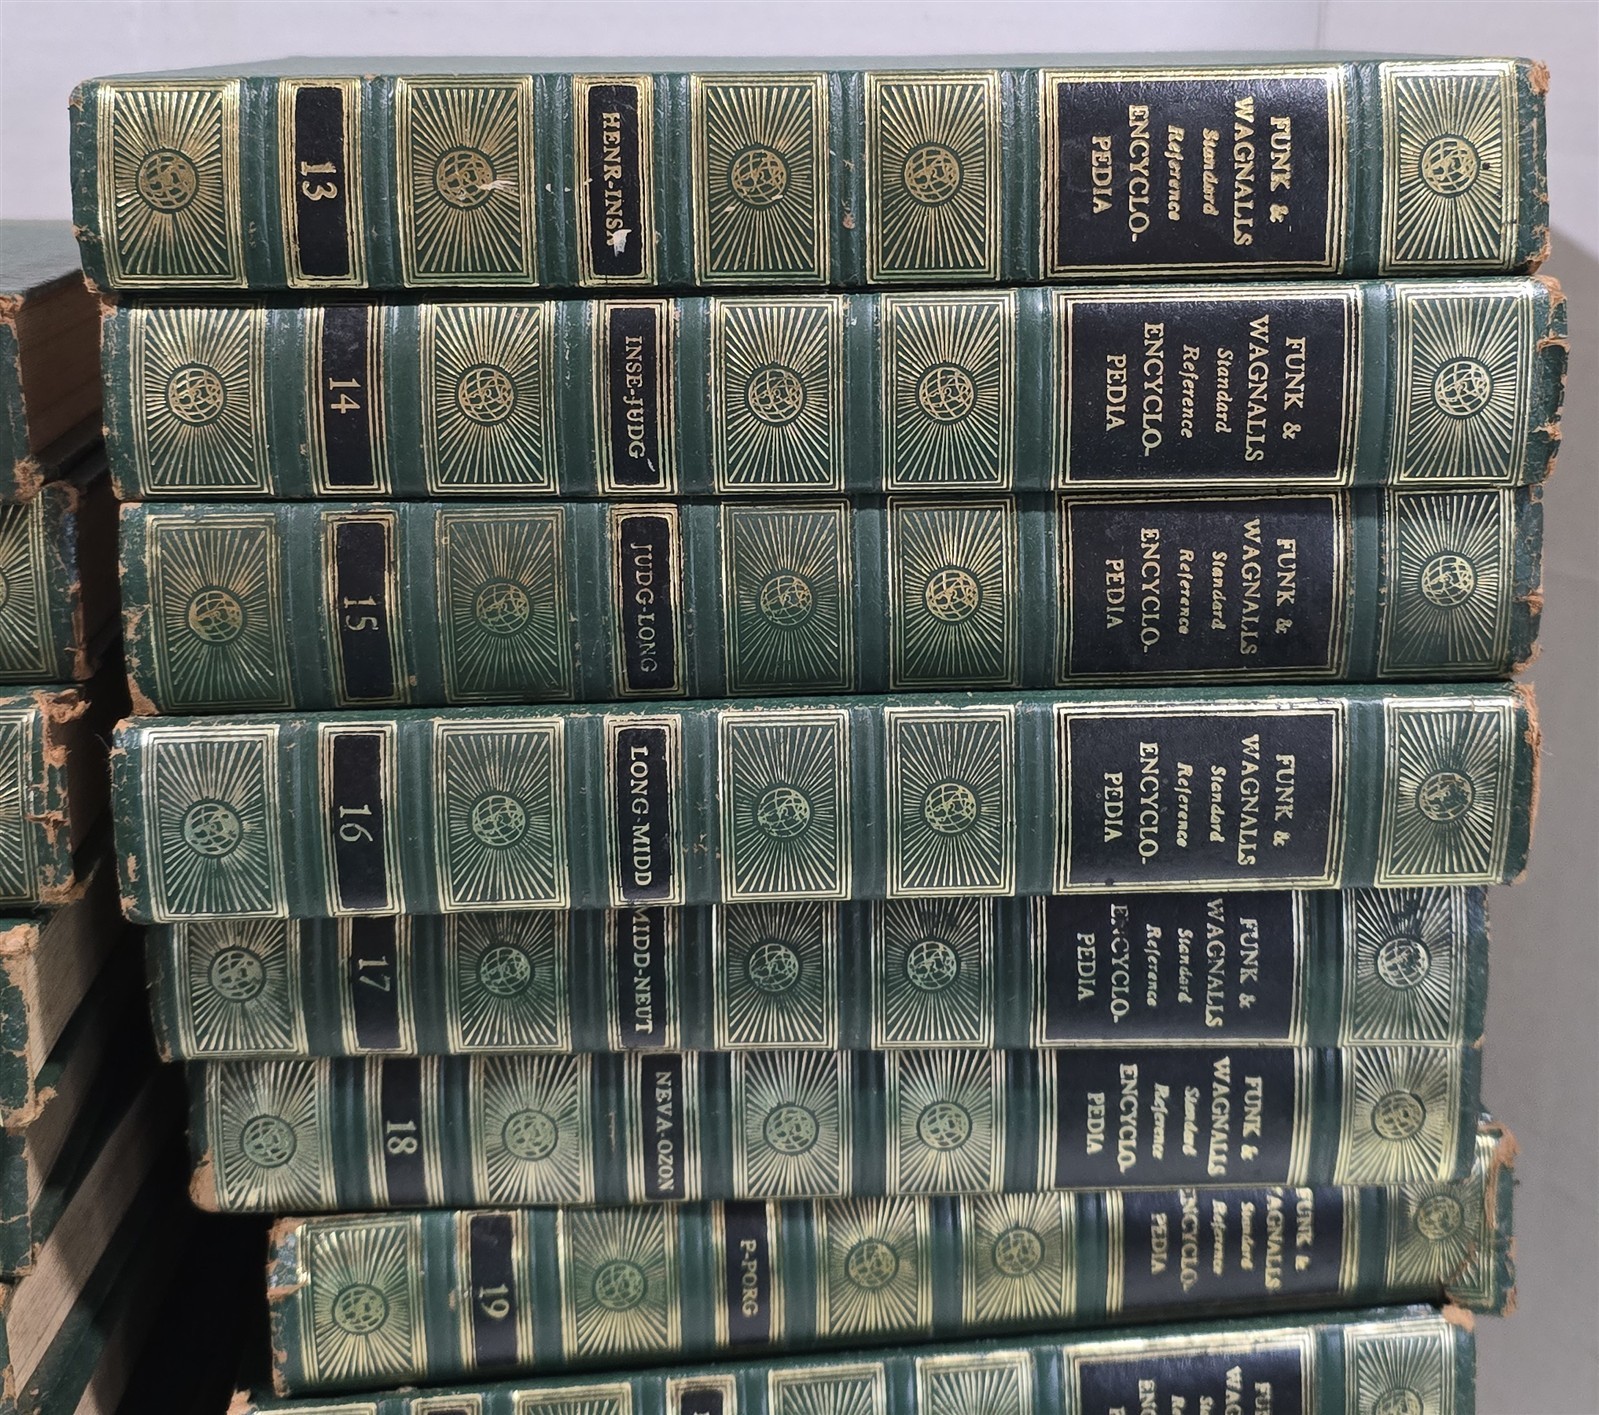 13
HENR-INSA
FUNK &
WAGNALLS
Standard
Reference
ENCYCLO-
PEDIA
14
INSE-JUDG
FUNK &
WAGNALLS
Standard
Reference
ENCYCLO-
PEDIA
15
JUDG-LONG
FUNK &
WAGNALLS
Standard
Reference
ENCYCLO-
PEDIA
16
LONG-MIDD
FUNK &
WAGNALLS
Standard
Reference
ENCYCLO-
PEDIA
17
MIDD-NEUT
FUNK &
WAGNALLS
Standard
Reference
ENCYCLO-
PEDIA
18
NEVA-OZON
FUNK &
WAGNALLS
Standard
Reference
ENCYCLO-
PEDIA
19
P-PORG
FUNK &
WAGNALLS
Standard
Reference
ENCYCLO-
PEDIA
FUNK